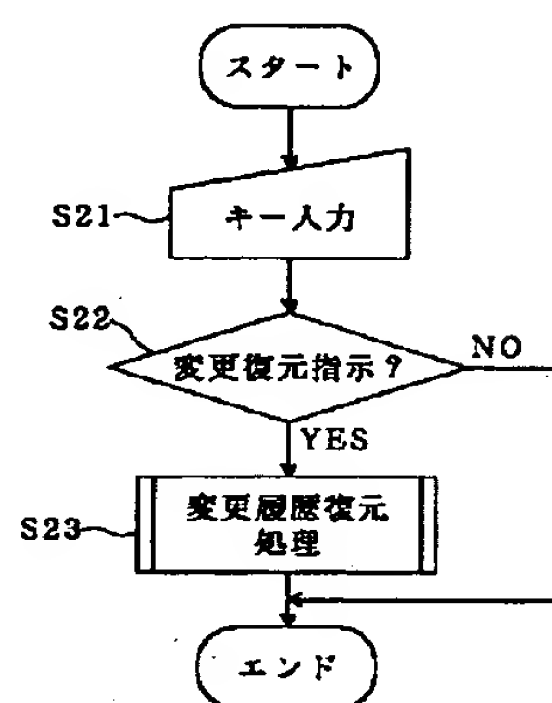 スタート
S21
キー入力
S22
変更復元指示?
NO
YES
S23
変更履歴復元
処理
エンド